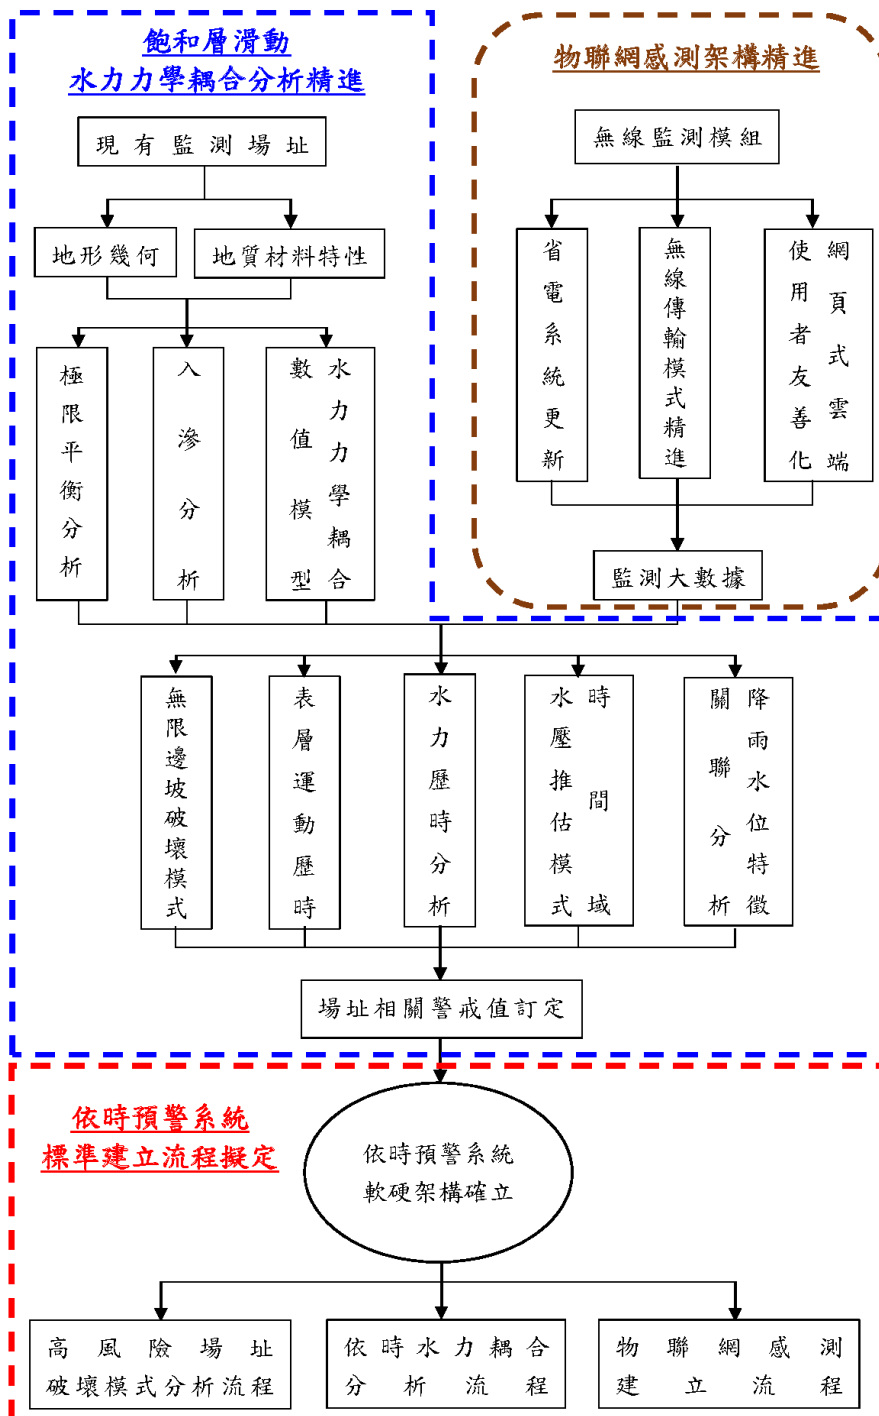 飽和層滑動
水力力學耦合分析精進
現有監測場址
地形幾何
地質材料特性
極限平衡分析
入滲分析
水力力學耦合
數值模型
物聯網感測架構精進
無線監測模組
省電系統更新
無線傳輸模式精進
網頁式雲端
使用者友善化
監測大數據
無限邊坡破壞模式
表層運動歷時
水力歷時分析
時間域
水壓推估模式
降雨水位特徵
關聯分析
場址相關警戒值訂定
依時預警系統
標準建立流程擬定
依時預警系統
軟硬架構確立
高風險場址
破壞模式分析流程
依時水力耦合
分析流程
物聯網感測
建立流程